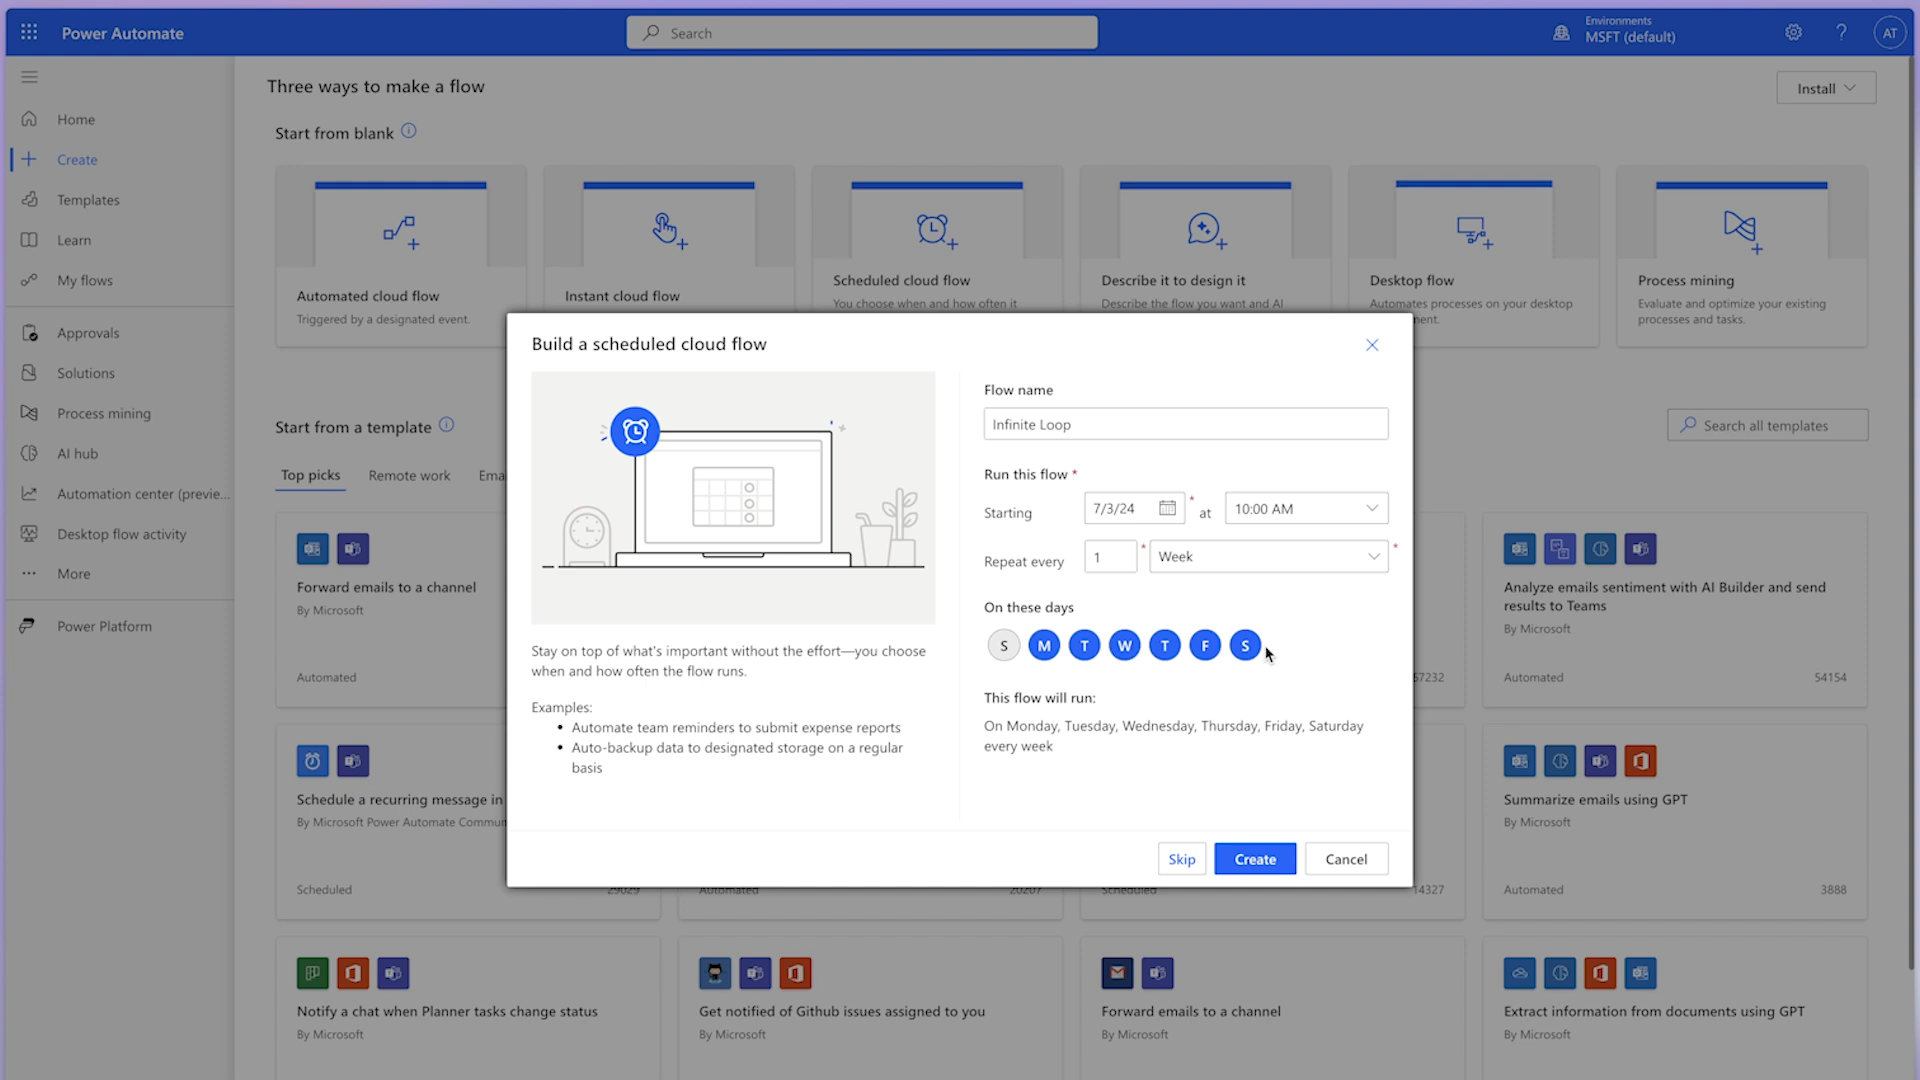 Power Automate
Search
Environments
MSFT (default)
AT
Home
Create
Templates
Learn
My flows
Approvals
Solutions
Process mining
AI hub
Automation center (previe...
Desktop flow activity
More
Power Platform
Three ways to make a flow
Install
Start from blank
Automated cloud flow
Triggered by a designated event.
Instant cloud flow
Scheduled cloud flow
You choose when and how often it
Describe it to design it
Describe the flow you want and AI
Desktop flow
Automates processes on your desktop
Process mining
Evaluate and optimize your existing
processes and tasks.
Start from a template
Search all templates
Top picks
Remote work
Build a scheduled cloud flow
Stay on top of what's important without the effort—you choose
when and how often the flow runs.
Examples:
• Automate team reminders to submit expense reports
• Auto-backup data to designated storage on a regular
basis
Flow name
Infinite Loop
Run this flow *
Starting
7/3/24
*
at
10:00 AM
Repeat every
1
*
Week
*
On these days
S M T W T F S
This flow will run:
On Monday, Tuesday, Wednesday, Thursday, Friday, Saturday
every week
Skip
Create
Cancel
Forward emails to a channel
By Microsoft
Automated
57232
Analyze emails sentiment with AI Builder and send
results to Teams
By Microsoft
Automated
54154
Schedule a recurring message in
By Microsoft Power Automate
Scheduled
29029
Automated
20207
Scheduled
14327
Summarize emails using GPT
By Microsoft
Automated
3888
Notify a chat when Planner tasks change status
By Microsoft
Get notified of Github issues assigned to you
By Microsoft
Forward emails to a channel
By Microsoft
Extract information from documents using GPT
By Microsoft